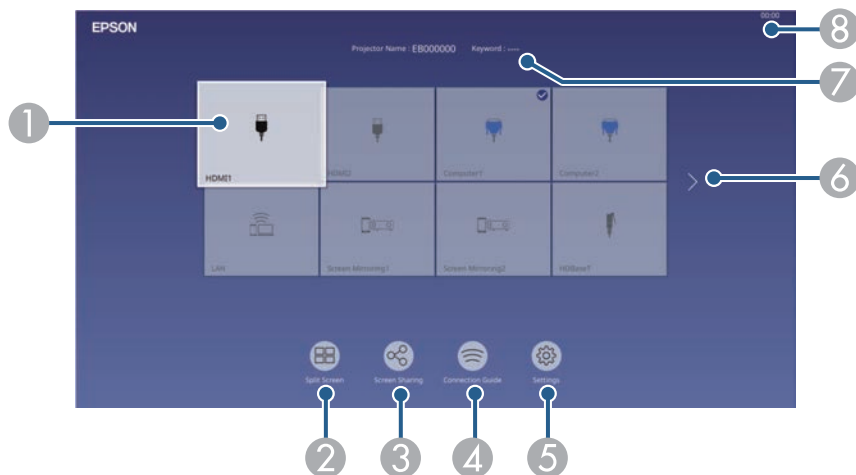 EPSON
00:00
Projector Name : EB000000 Keyword : ----
HDMI1 HDMI2 Computer1 Computer2
LAN Screen Mirroring1 Screen Mirroring2 HDBaseT
Split Screen Screen Sharing Connection Guide Settings
1
2
3
4
5
6
7
8